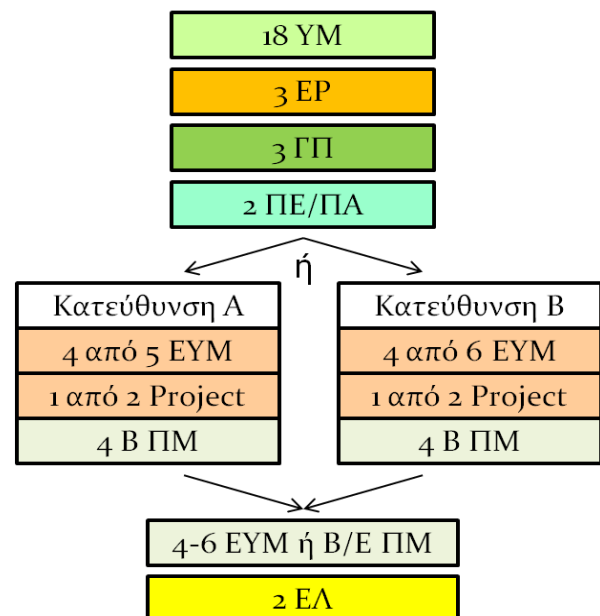 18 ΥΜ
3 ΕΡ
3 ΓΠ
2 ΠΕ/ΠΑ
ή
Κατεύθυνση Α
4 από 5 ΕΥΜ
1 από 2 Project
4 Β ΠΜ
Κατεύθυνση Β
4 από 6 ΕΥΜ
1 από 2 Project
4 Β ΠΜ
4-6 ΕΥΜ ή Β/Ε ΠΜ
2 ΕΛ